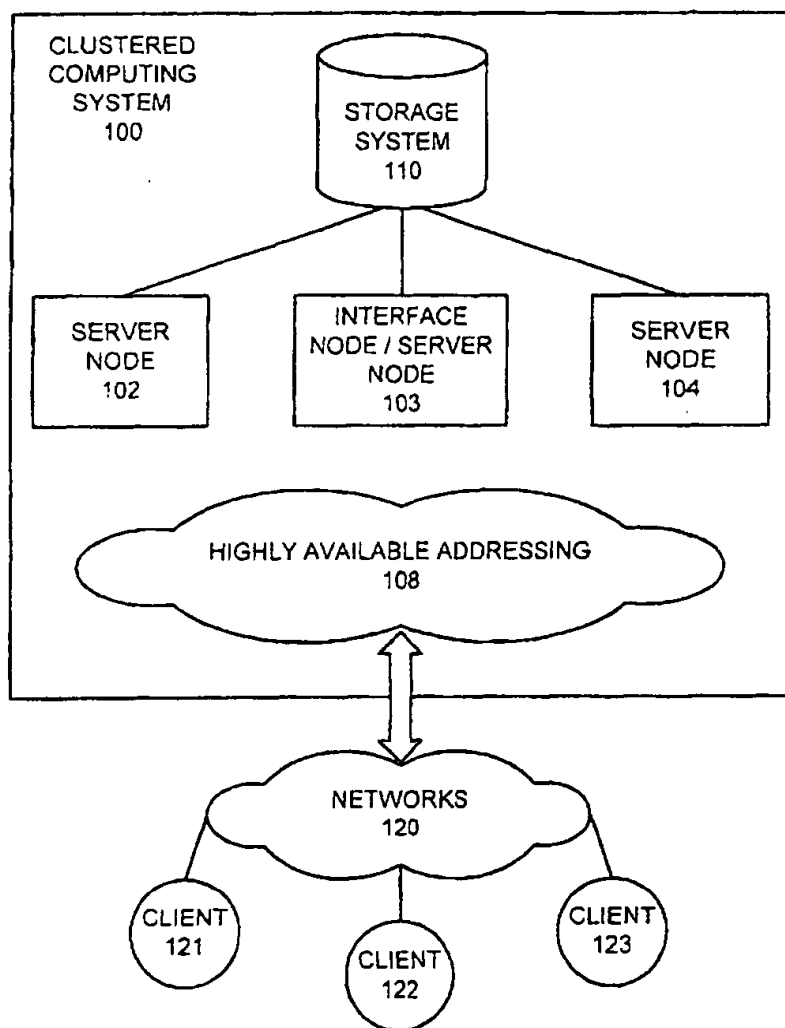 CLUSTERED
COMPUTING
SYSTEM
100
STORAGE
SYSTEM
110
SERVER
NODE
102
INTERFACE
NODE / SERVER
NODE
103
SERVER
NODE
104
HIGHLY AVAILABLE ADDRESSING
108
NETWORKS
120
CLIENT
121
CLIENT
122
CLIENT
123